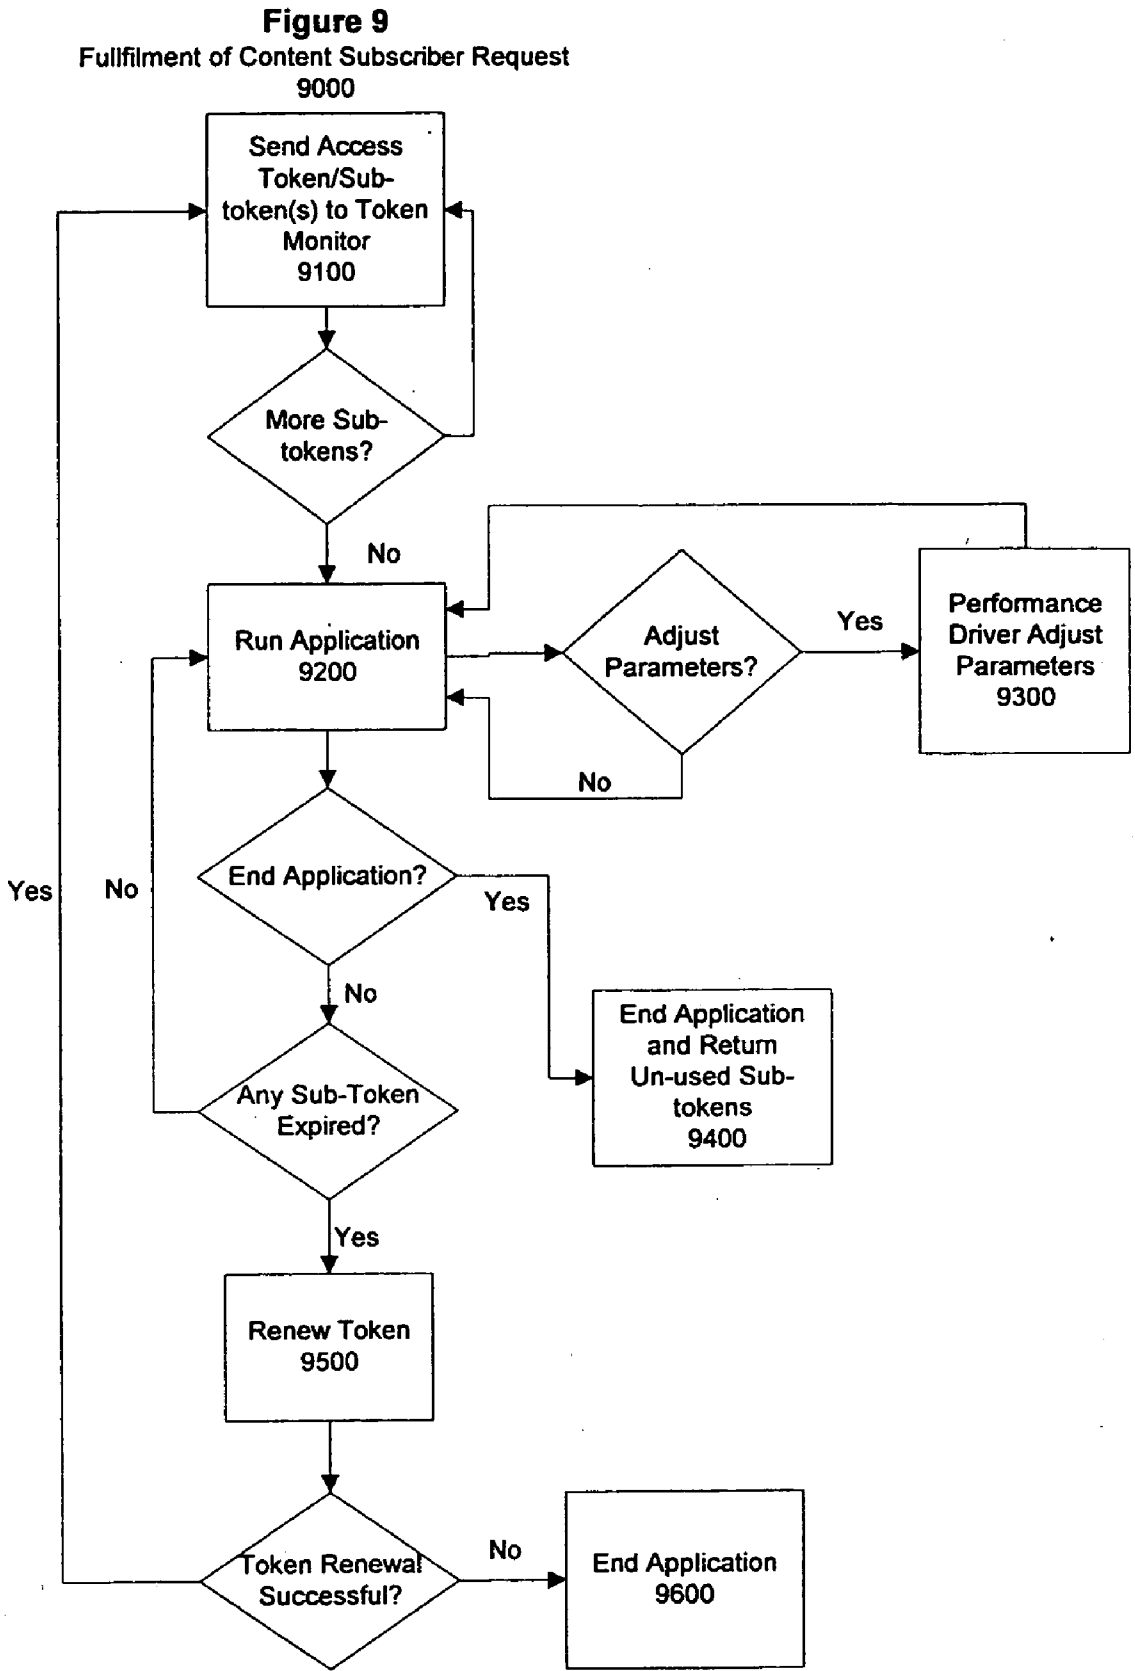 Figure 9
Fullfilment of Content Subscriber Request
9000
Send Access
Token/Sub-
token(s) to Token
Monitor
9100
More Sub-
tokens?
No
Run Application
9200
Adjust
Parameters?
Yes
Performance
Driver Adjust
Parameters
9300
No
End Application?
Yes
Yes
No
No
End Application
and Return
Un-used Sub-
tokens
9400
Any Sub-Token
Expired?
Yes
Renew Token
9500
Token Renewal
Successful?
No
End Application
9600